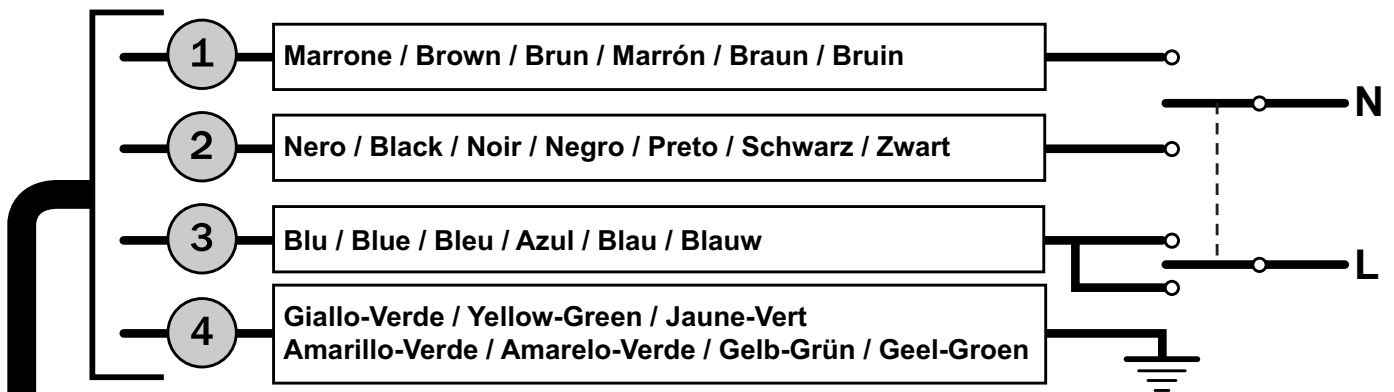 1 Marrone / Brown / Brun / Marrón / Braun / Bruin
N
2 Nero / Black / Noir / Negro / Preto / Schwarz / Zwart
3 Blu / Blue / Bleu / Azul / Blau / Blauw
L
4 Giallo-Verde / Yellow-Green / Jaune-Vert
Amarillo-Verde / Amarelo-Verde / Gelb-Grün / Geel-Groen